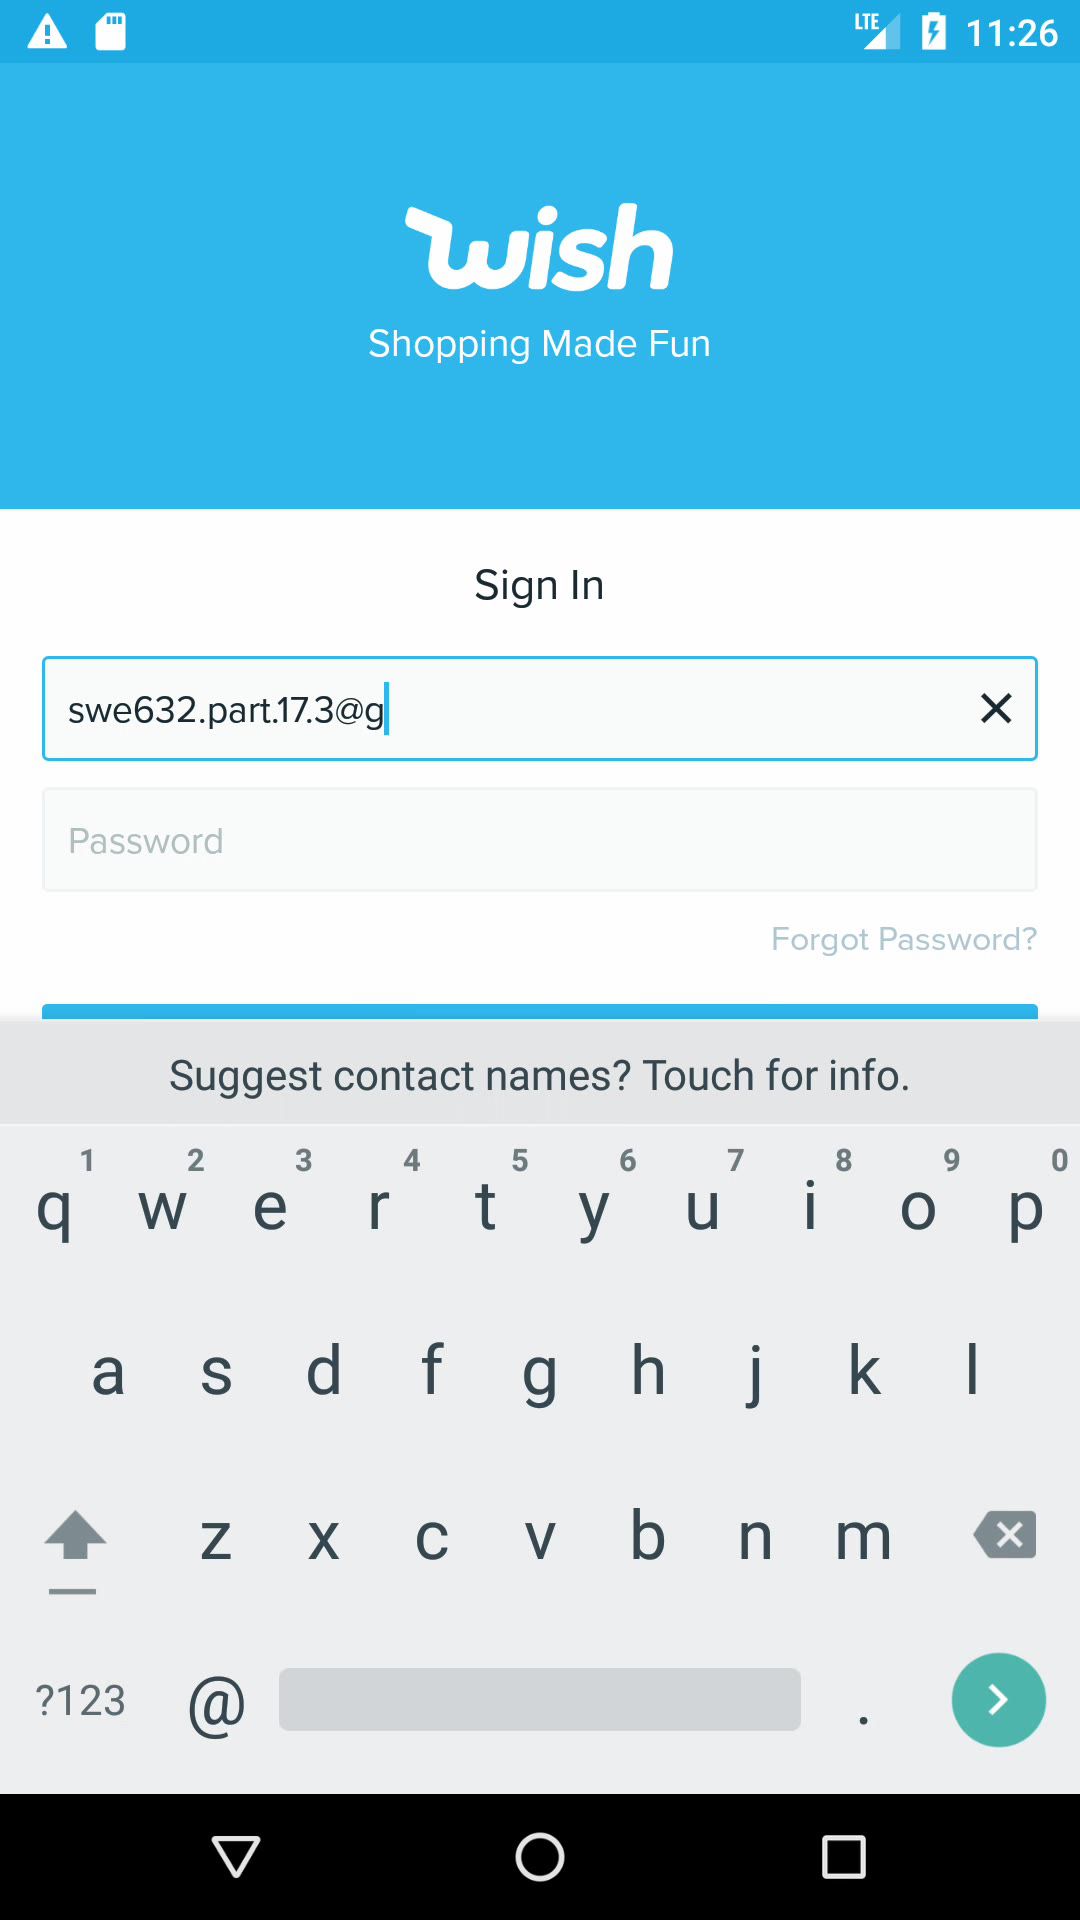 LTE 11:26
wish
Shopping Made Fun
Sign In
swe632.part.17.3@g
Password
Forgot Password?
Suggest contact names? Touch for info.
1 2 3 4 5 6 7 8 9 0
q w e r t y u i o p
a s d f g h j k l
z x c v b n m
?123 @ .